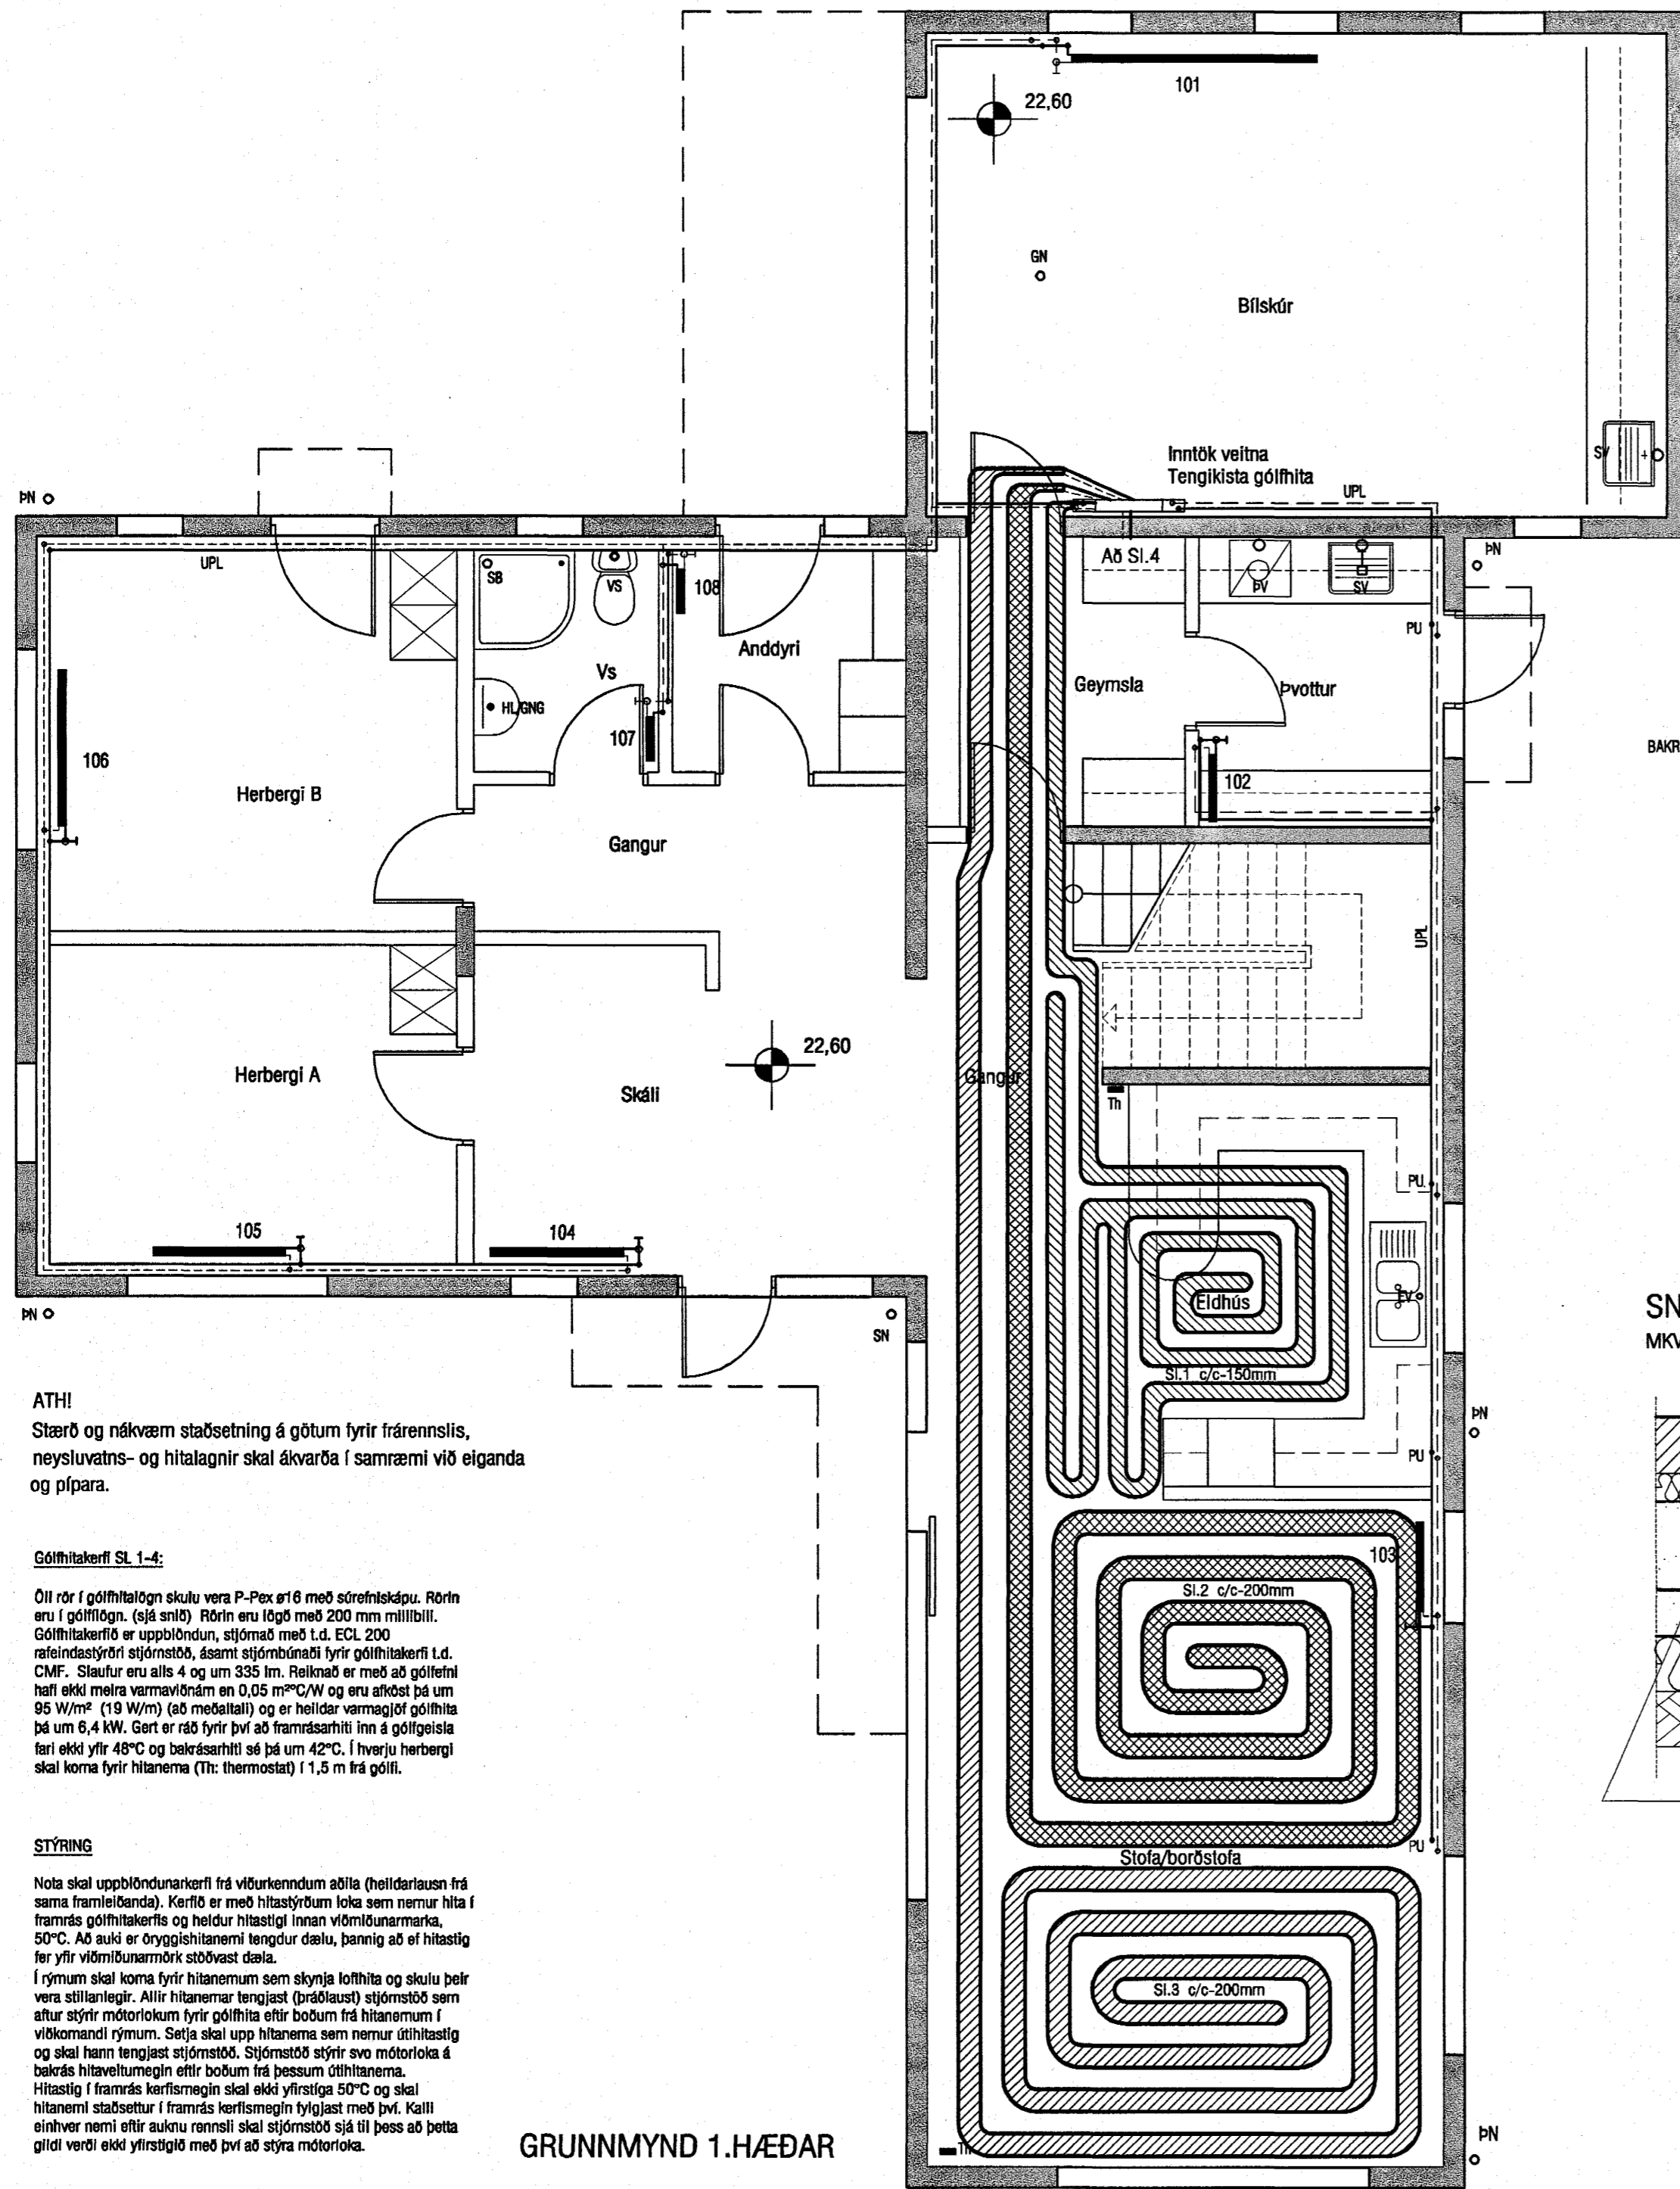 101
22,60
GN
Bílskúr
Inntök veitna
Tengikista gólfhita
UPL
SV
ÞN
UPL
SB
VS
108
Að Sl.4
ÞV
SV
ÞN
PU
Anddyri
Vs
Geymsla
Þvottur
HL/GNG
107
106
102
BAKR
Herbergi B
Gangur
UPL
22,60
Herbergi A
Skáli
Gangur
Th
PU
105
104
Eldhús
EV
ÞN
SN
SN
MKV
Sl.1 c/c-150mm
ATH!
Stærð og nákvæm staðsetning á götum fyrir frárennslis,
neysluvatns- og hitalagnir skal ákvarða í samræmi við eiganda
og pípara.
ÞN
PU
103
Gólfhitakerfi SL 1-4:
Sl.2 c/c-200mm
Öll rör í gólfhitalögn skulu vera P-Pex ø16 með súrefniskápu. Rörin
eru í gólfílögn. (sjá snið) Rörin eru lögð með 200 mm millibili.
Gólfhitakerfið er uppblöndun, stjórnað með t.d. ECL 200
rafeindastýrðri stjórnstöð, ásamt stjórnbúnaði fyrir gólfhitakerfi t.d.
CMF. Slaufur eru alls 4 og um 335 lm. Reiknað er með að gólfefni
hafi ekki meira varmaviðnám en 0,05 m²°C/W og eru afköst þá um
95 W/m² (19 W/m) (að meðaltali) og er heildar varmagjöf gólfhita
þá um 6,4 kW. Gert er ráð fyrir því að framrásarhiti inn á gólfgeisla
fari ekki yfir 48°C og bakrásarhiti sé þá um 42°C. Í hverju herbergi
skal koma fyrir hitanema (Th: thermostat) í 1,5 m frá gólfi.
PU
Stofa/borðstofa
STÝRING
Nota skal uppblöndunarkerfi frá viðurkenndum aðila (heildarlausn frá
sama framleiðanda). Kerfið er með hitastýrðum loka sem nemur hita í
framrás gólfhitakerfis og heldur hitastigi innan viðmiðunarmarka,
50°C. Að auki er öryggishitanemi tengdur dælu, þannig að ef hitastig
fer yfir viðmiðunarmörk stöðvast dæla.
Í rýmum skal koma fyrir hitanemum sem skynja lofthita og skulu þeir
vera stillanlegir. Allir hitanemar tengjast (þráðlaust) stjórnstöð sem
aftur stýrir mótorlokum fyrir gólfhita eftir boðum frá hitanemum í
viðkomandi rýmum. Setja skal upp hitanema sem nemur útihitastig
og skal hann tengjast stjórnstöð. Stjórnstöð stýrir svo mótorloka á
bakrás hitaveitumegin eftir boðum frá þessum útihitanema.
Hitastig í framrás kerfismegin skal ekki yfirstíga 50°C og skal
hitanemi staðsettur í framrás kerfismegin fylgjast með því. Kalli
einhver nemi eftir auknu rennsli skal stjórnstöð sjá til þess að þetta
gildi verði ekki yfirstigið með því að stýra mótorloka.
Sl.3 c/c-200mm
GRUNNMYND 1.HÆÐAR
Th
ÞN